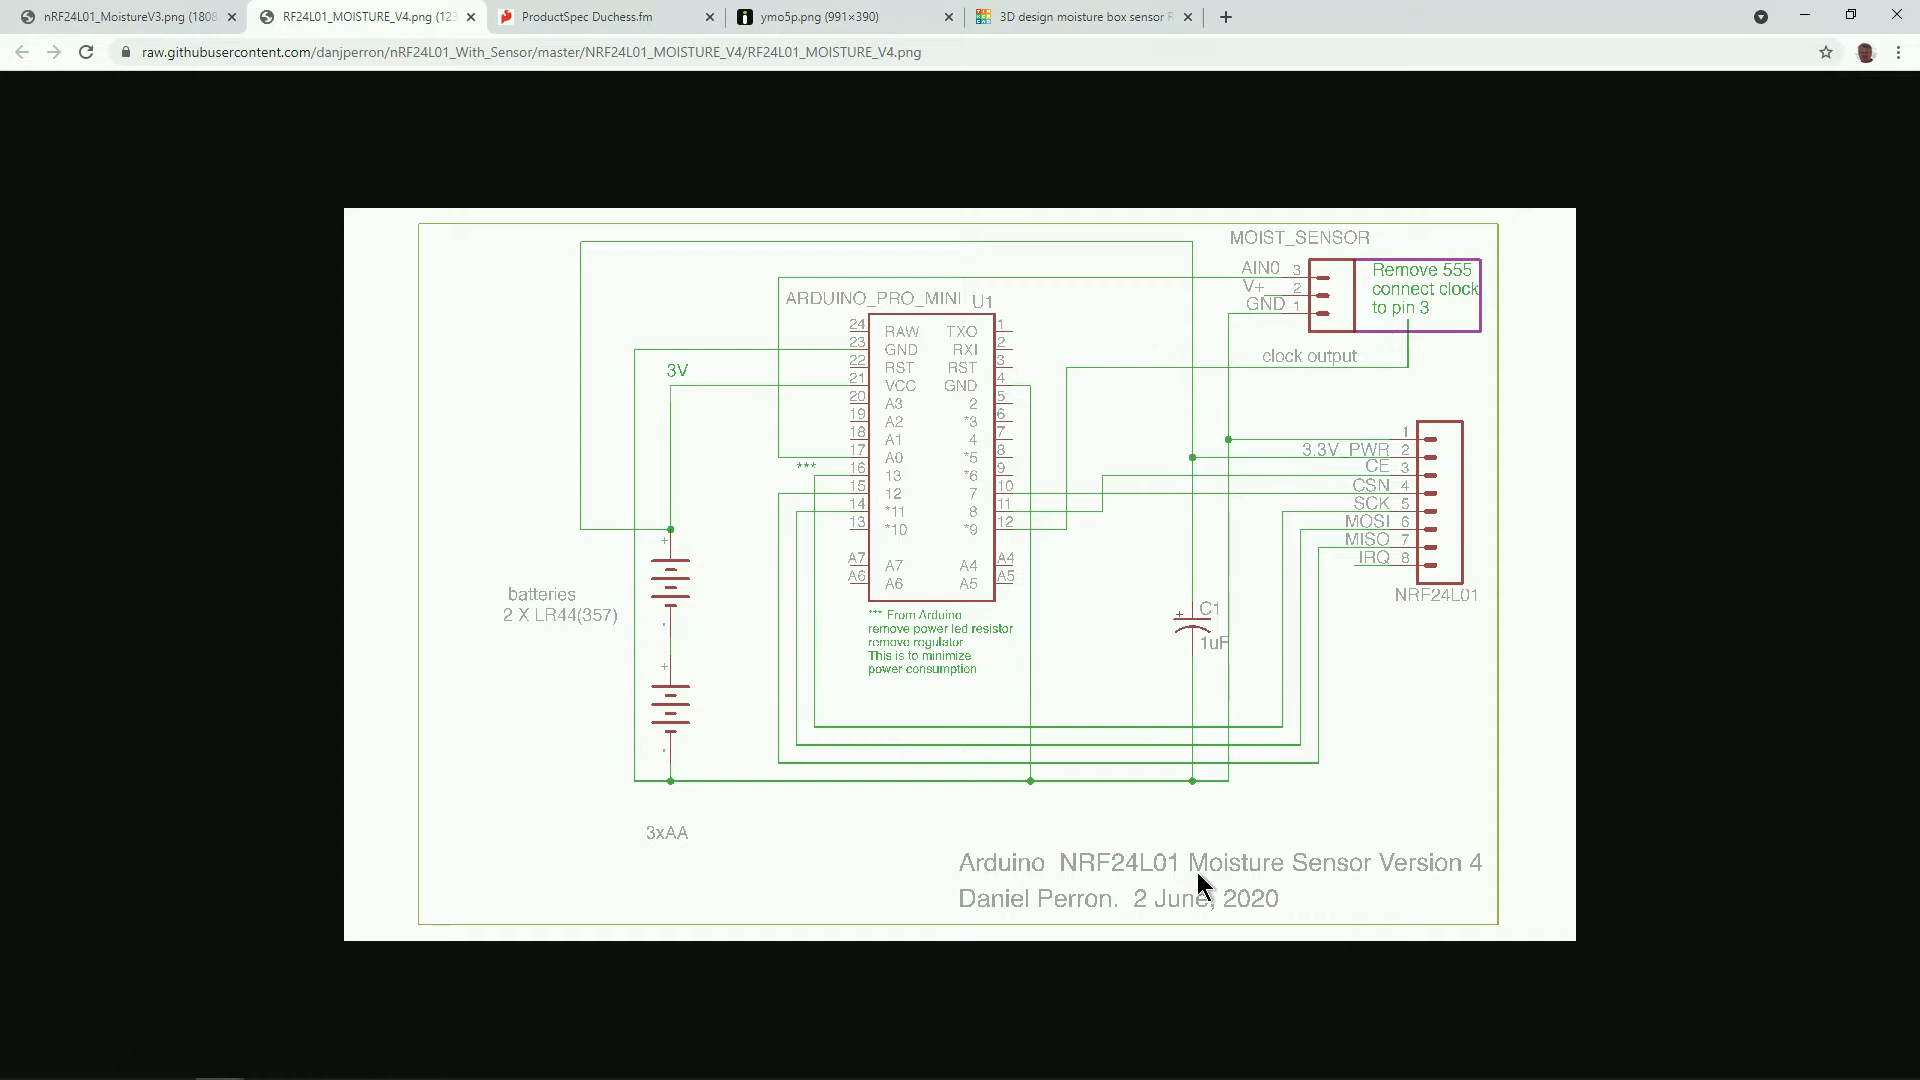 nRF24L01_MoistureV3.png (1808
RF24L01_MOISTURE_V4.png (123
ProductSpec Duchess.fm
ymo5p.png (991×390)
3D design moisture box sensor
raw.githubusercontent.com/danjperron/nRF24L01_With_Sensor/master/NRF24L01_MOISTURE_V4/RF24L01_MOISTURE_V4.png
MOIST_SENSOR
AIN0 3
V+ 2
GND 1
Remove 555
connect clock
to pin 3
clock output
ARDUINO_PRO_MINI U1
24 RAW TXO 1
23 GND RXI 2
22 RST RST 3
21 VCC GND 4
20 A3 2 5
19 A2 *3 6
18 A1 4 7
17 A0 *5 8
16 13 *6 9
15 12 7 10
14 *11 8 11
13 *10 *9 12
A7 A7 A4 A4
A6 A6 A5 A5
3V
***
*** From Arduino
remove power led resistor
remove regulator
This is to minimize
power consumption
1
3.3V PWR 2
CE 3
CSN 4
SCK 5
MOSI 6
MISO 7
IRQ 8
NRF24L01
+
batteries
2 X LR44(357)
-
+
-
+ C1
1uF
3xAA
Arduino NRF24L01 Moisture Sensor Version 4
Daniel Perron. 2 June, 2020